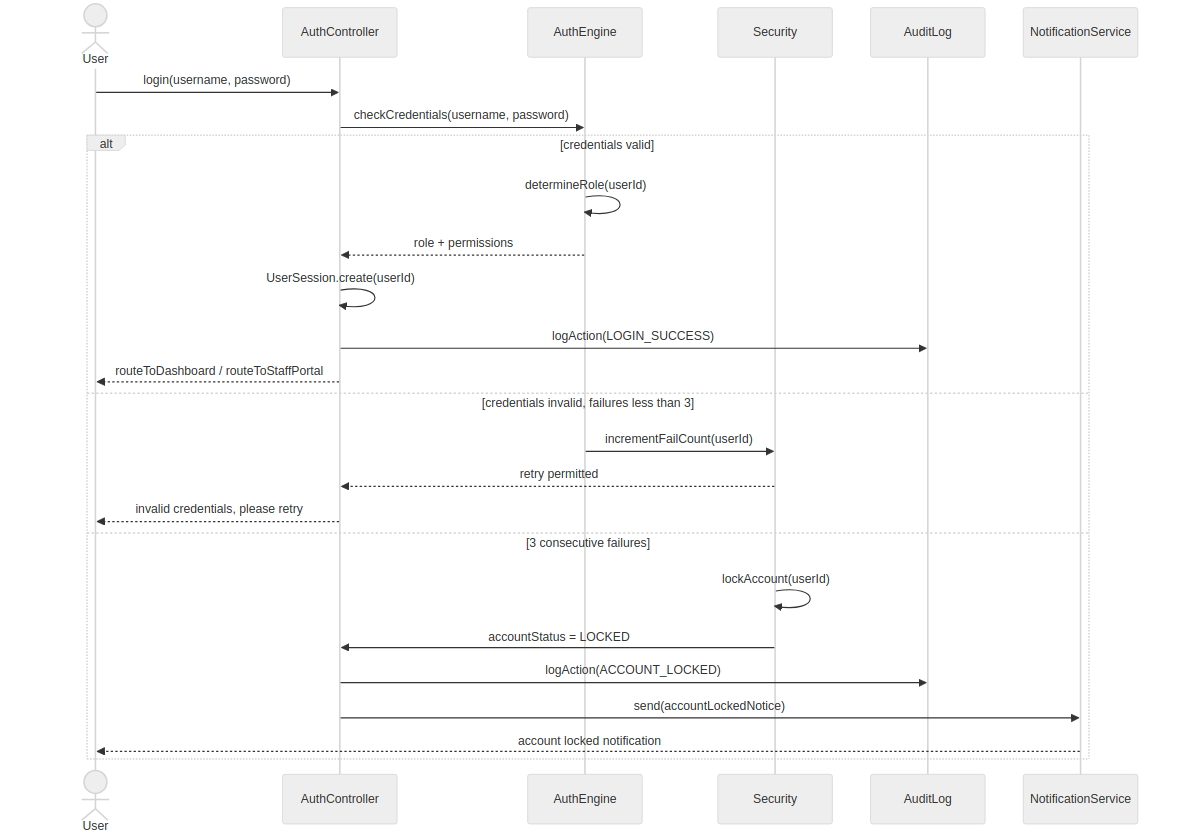 User
AuthController
AuthEngine
Security
AuditLog
NotificationService
login(username, password)
checkCredentials(username, password)
alt
[credentials valid]
determineRole(userId)
role + permissions
UserSession.create(userId)
logAction(LOGIN_SUCCESS)
routeToDashboard / routeToStaffPortal
[credentials invalid, failures less than 3]
incrementFailCount(userId)
retry permitted
invalid credentials, please retry
[3 consecutive failures]
lockAccount(userId)
accountStatus = LOCKED
logAction(ACCOUNT_LOCKED)
send(accountLockedNotice)
account locked notification
User
AuthController
AuthEngine
Security
AuditLog
NotificationService